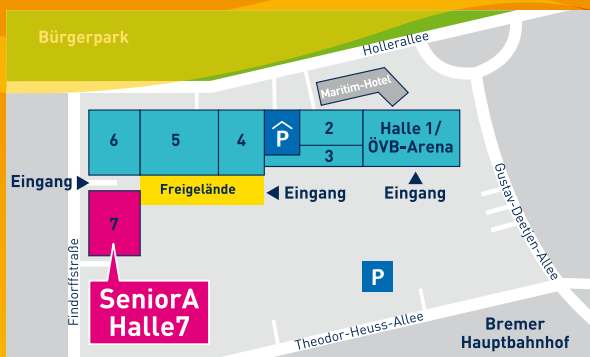 Bürgerpark
Hollerallee
Maritim-Hotel
6
5
4
P
2
3
Halle 1/
ÖVB-Arena
Eingang
Freigelände
Eingang
Eingang
7
SeniorA
Halle7
Findorffstraße
P
Gustav-Deetjen-Allee
Theodor-Heuss-Allee
Bremer
Hauptbahnhof